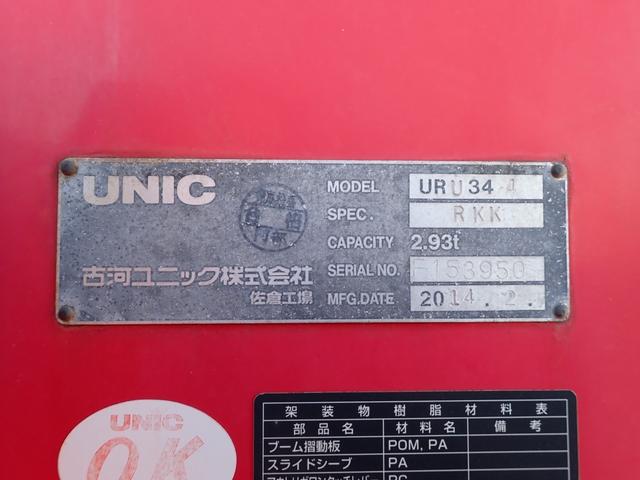 UNIC
MODEL URU344
SPEC. RKK
CAPACITY 2.93t
古河ユニック株式会社
SERIAL NO. 153950
佐倉工場
MFG.DATE 2014.2.
UNIC
OK
架装物樹脂材料表
部品名 材料名 備考
ブーム摺動板 POM, PA
スライドシーブ PA
PC